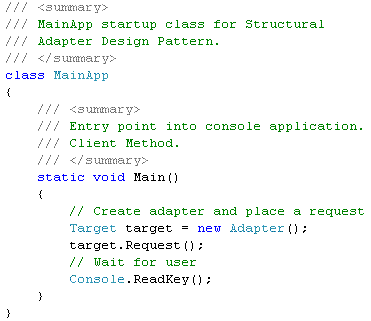 /// <summary>
/// MainApp startup class for Structural
/// Adapter Design Pattern.
/// </summary>
class MainApp
{
    /// <summary>
    /// Entry point into console application.
    /// Client Method.
    /// </summary>
    static void Main()
    {
        // Create adapter and place a request
        Target target = new Adapter();
        target.Request();
        // Wait for user
        Console.ReadKey();
    }
}